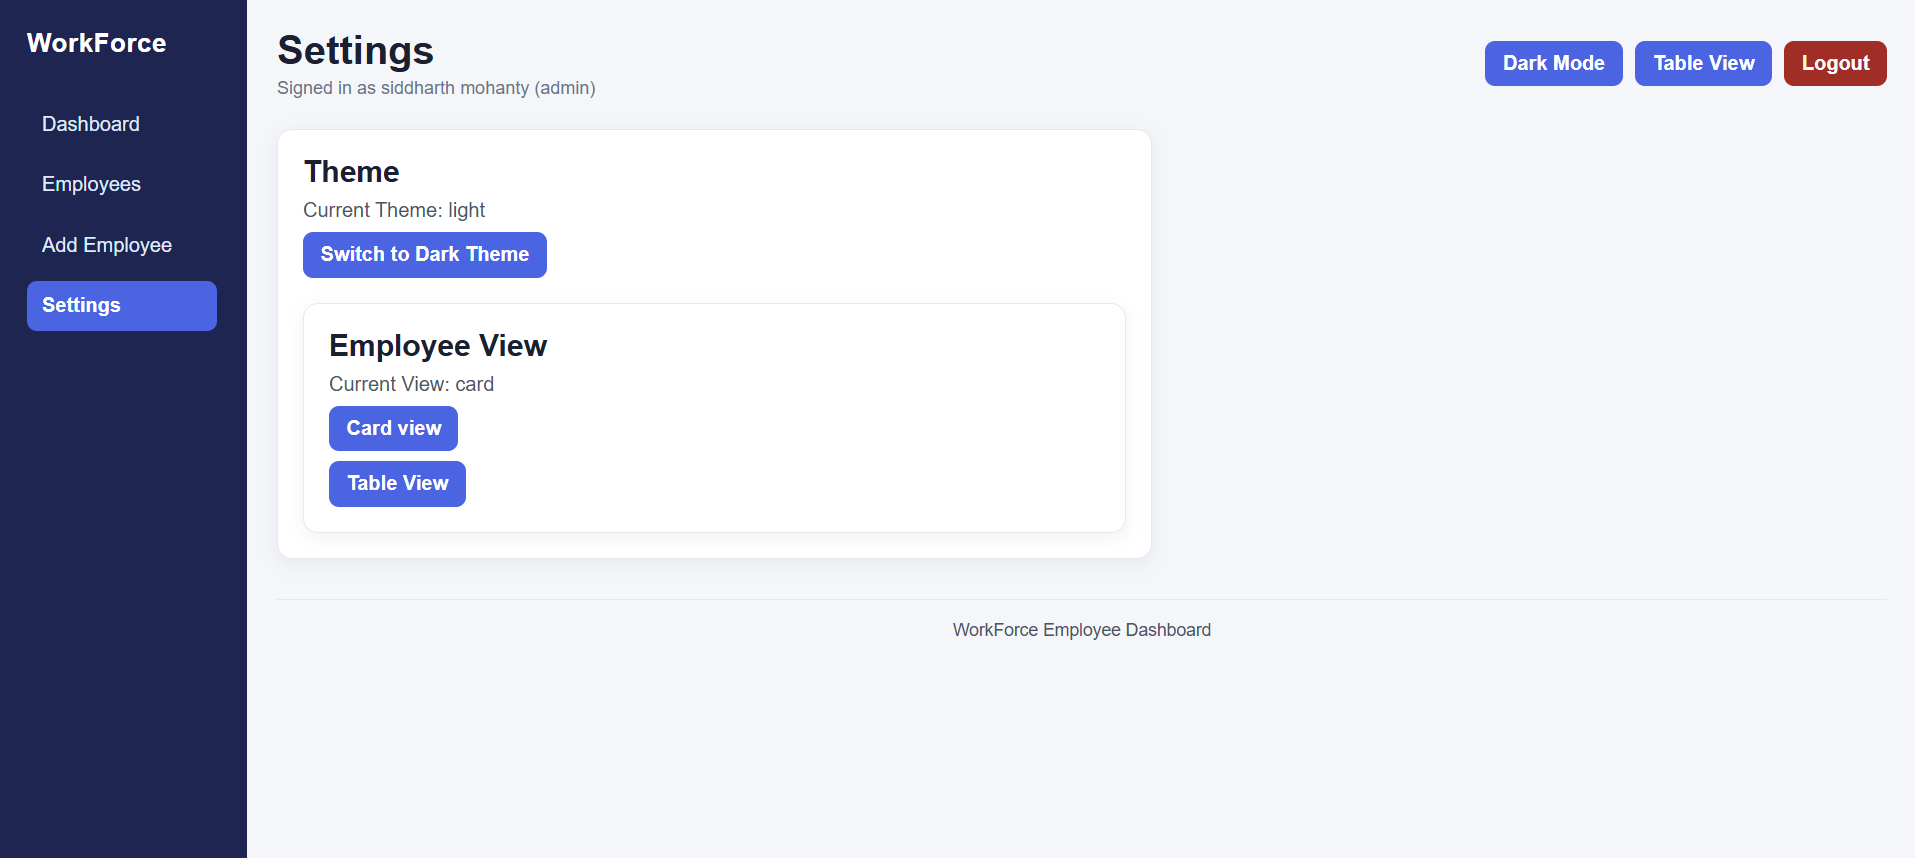 WorkForce
Dashboard
Employees
Add Employee
Settings
Settings
Signed in as siddharth mohanty (admin)
Dark Mode
Table View
Logout
Theme
Current Theme: light
Switch to Dark Theme
Employee View
Current View: card
Card view
Table View
WorkForce Employee Dashboard